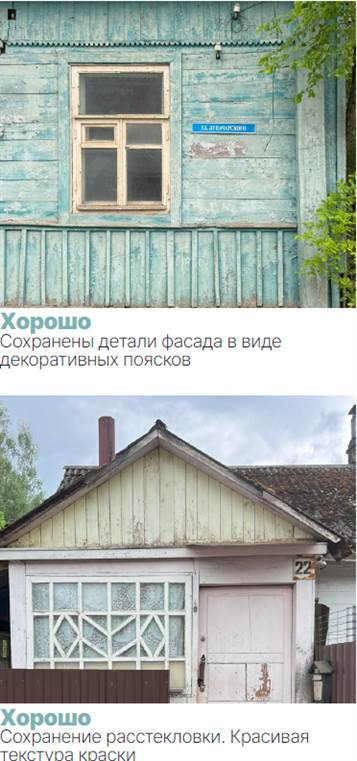 Хорошо
Сохранены детали фасада в виде
декоративных поясков
22
Хорошо
Сохранение расстекловки. Красивая
текстура краски